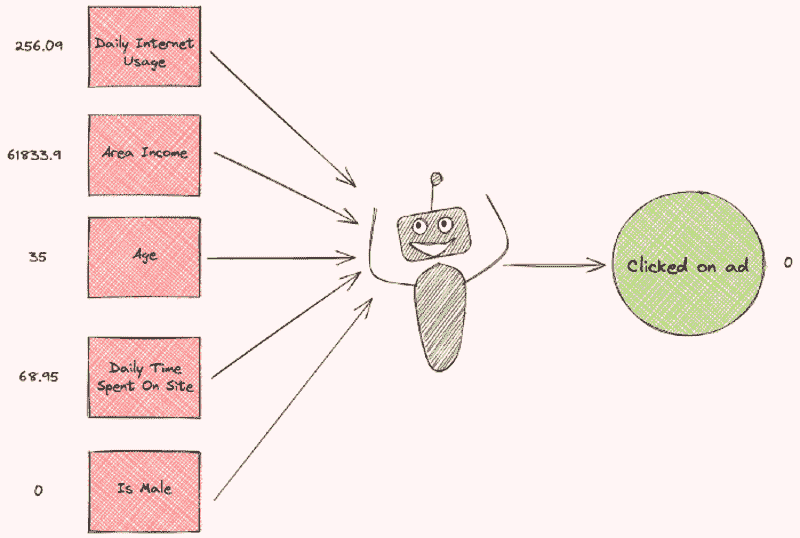 256.09
Daily Internet
Usage
61833.9
Area Income
35
Age
68.95
Daily Time
Spent On Site
0
Is Male
Clicked on ad
0